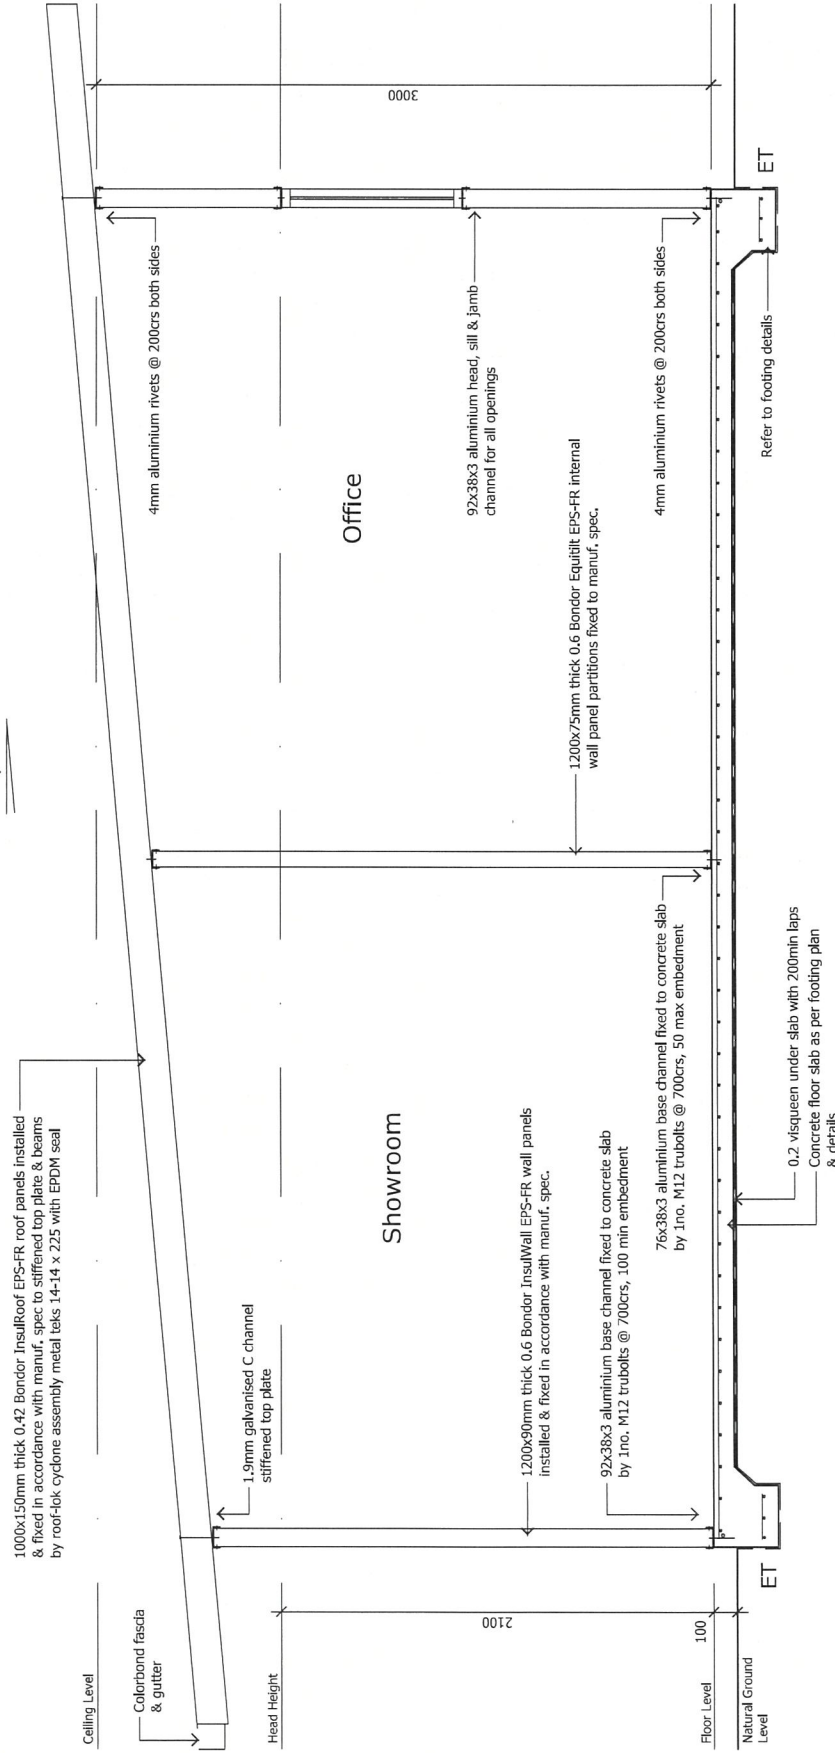 1000x150mm thick 0.42 Bondor InsulRoof EPS-FR roof panels installed
& fixed in accordance with manuf. spec to stiffened top plate & beams
by roof-lok cyclone assembly metal teks 14-14 x 225 with EPDM seal
Ceiling Level
Colorbond fascia
& gutter
1.9mm galvanised C channel
stiffened top plate
4mm aluminium rivets @ 200crs both sides
3000
Head Height
Showroom
Office
92x38x3 aluminium head, sill & jamb
channel for all openings
2100
1200x90mm thick 0.6 Bondor InsulWall EPS-FR wall panels
installed & fixed in accordance with manuf. spec.
1200x75mm thick 0.6 Bondor Equitilt EPS-FR internal
wall panel partitions fixed to manuf. spec.
92x38x3 aluminium base channel fixed to concrete slab
by 1no. M12 trubolts @ 700crs, 100 min embedment
76x38x3 aluminium base channel fixed to concrete slab
by 1no. M12 trubolts @ 700crs, 50 max embedment
4mm aluminium rivets @ 200crs both sides
100
Floor Level
Natural Ground
Level
ET
ET
Refer to footing details
0.2 visqueen under slab with 200min laps
Concrete floor slab as per footing plan
& details